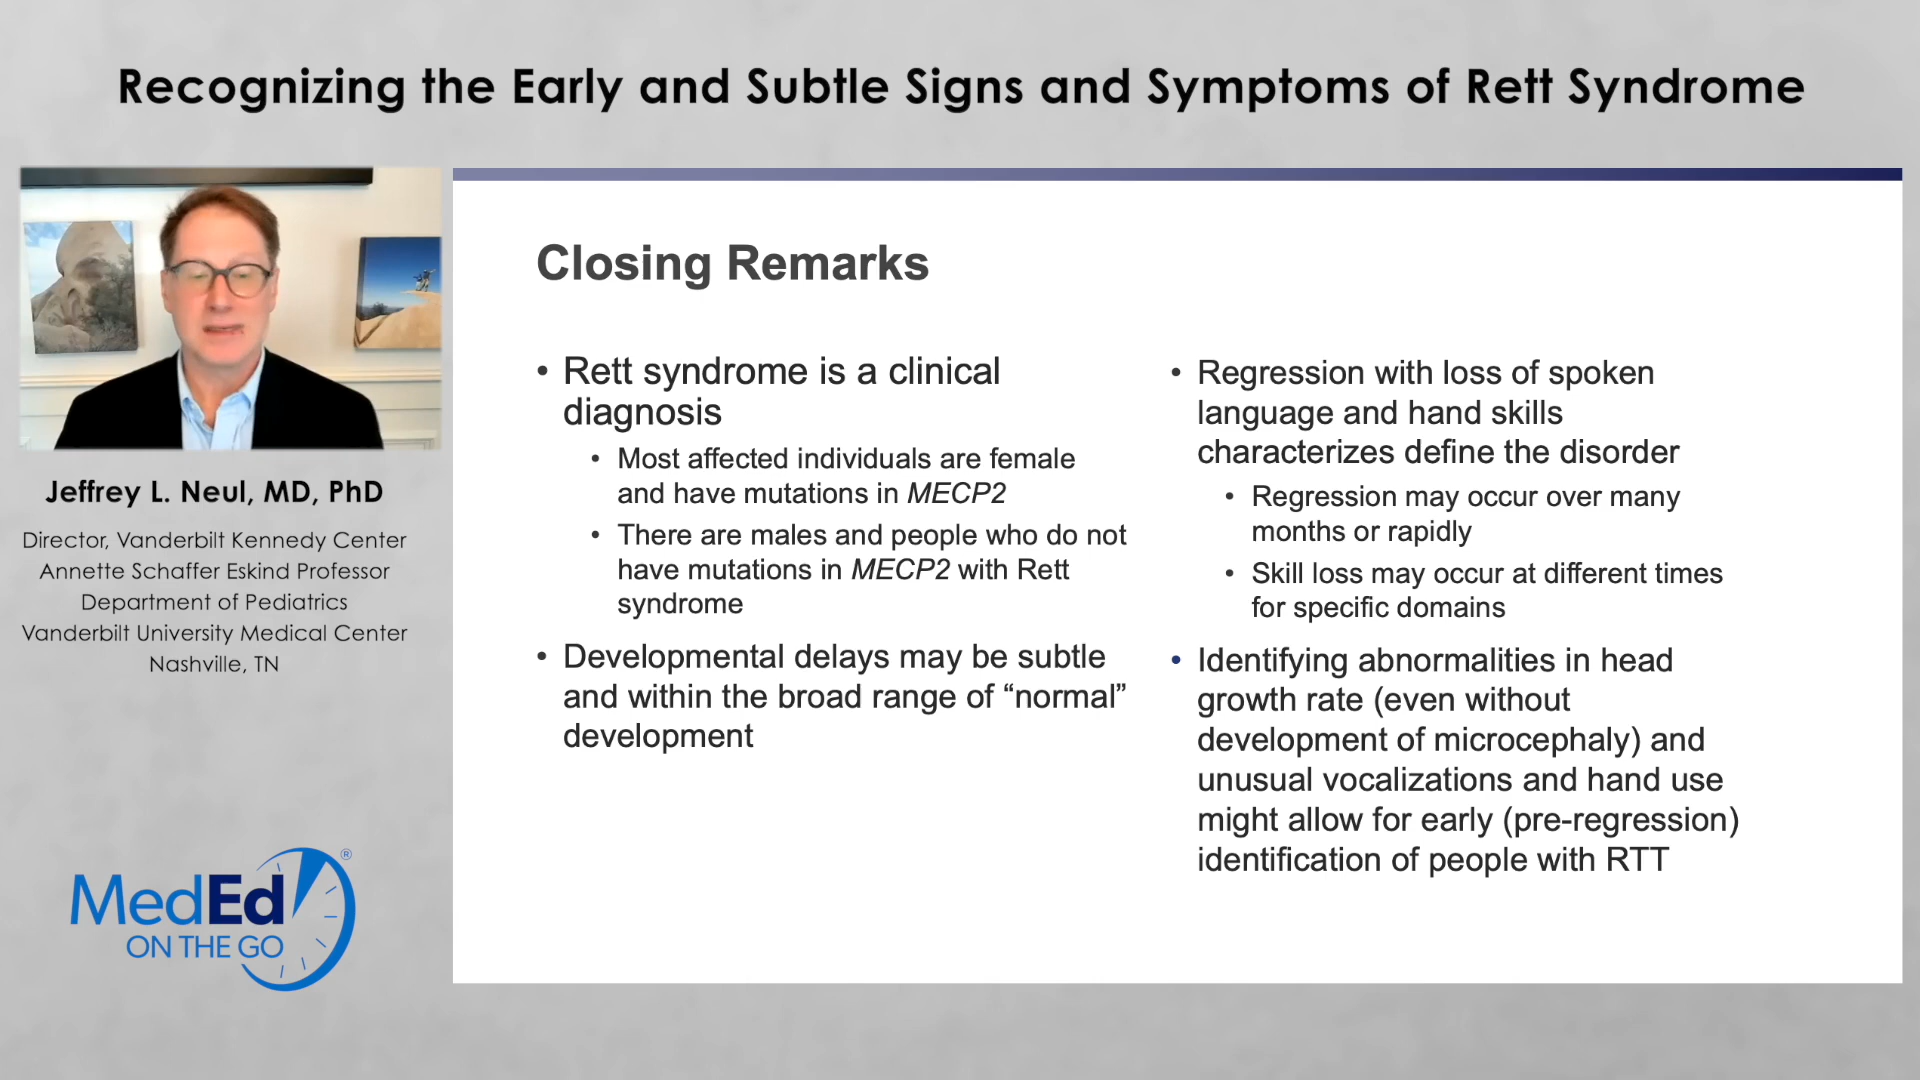 Recognizing the Early and Subtle Signs and Symptoms of Rett Syndrome
Jeffrey L. Neul, MD, PhD
Director, Vanderbilt Kennedy Center
Annette Schaffer Eskind Professor
Department of Pediatrics
Vanderbilt University Medical Center
Nashville, TN
MedEd®
ON THE GO
Closing Remarks
• Rett syndrome is a clinical
diagnosis
• Most affected individuals are female
and have mutations in MECP2
• There are males and people who do not
have mutations in MECP2 with Rett
syndrome
• Developmental delays may be subtle
and within the broad range of “normal”
development
• Regression with loss of spoken
language and hand skills
characterizes define the disorder
• Regression may occur over many
months or rapidly
• Skill loss may occur at different times
for specific domains
• Identifying abnormalities in head
growth rate (even without
development of microcephaly) and
unusual vocalizations and hand use
might allow for early (pre-regression)
identification of people with RTT